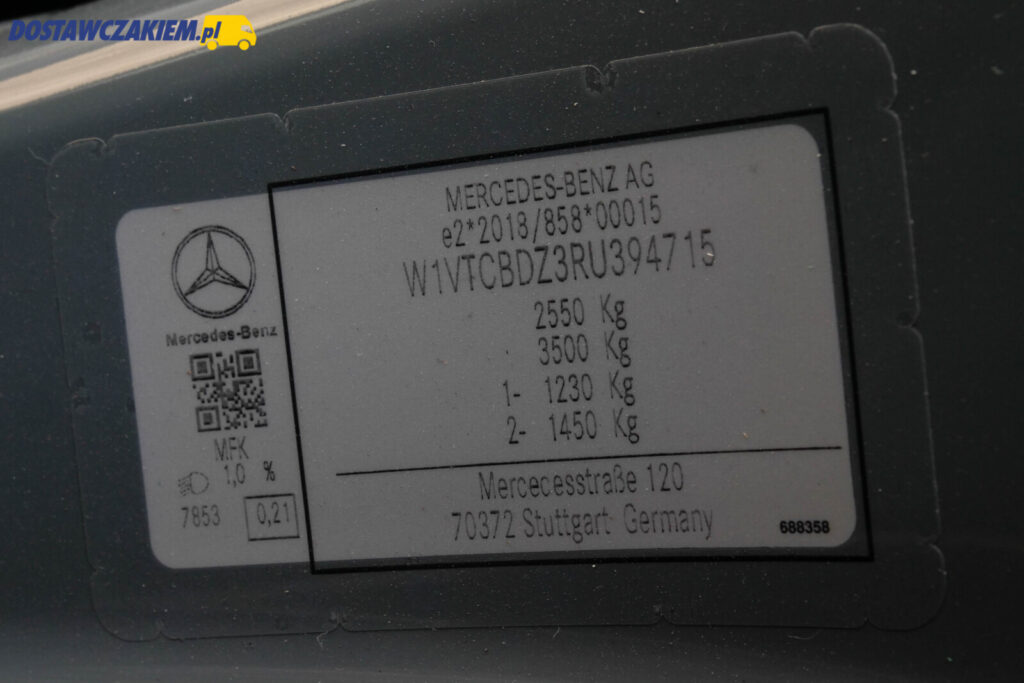 DOSTAWCZAKIEM.pl
MERCEDES-BENZ AG
e2*2018/858*00015
W1VTCBDZ3RU394715
2550 Kg
3500 Kg
1- 1230 Kg
2- 1450 Kg
Mercecesstraße 120
70372 Stuttgart Germany
688358
Mercedes-Benz
MFK
1,0 %
7853 0,21